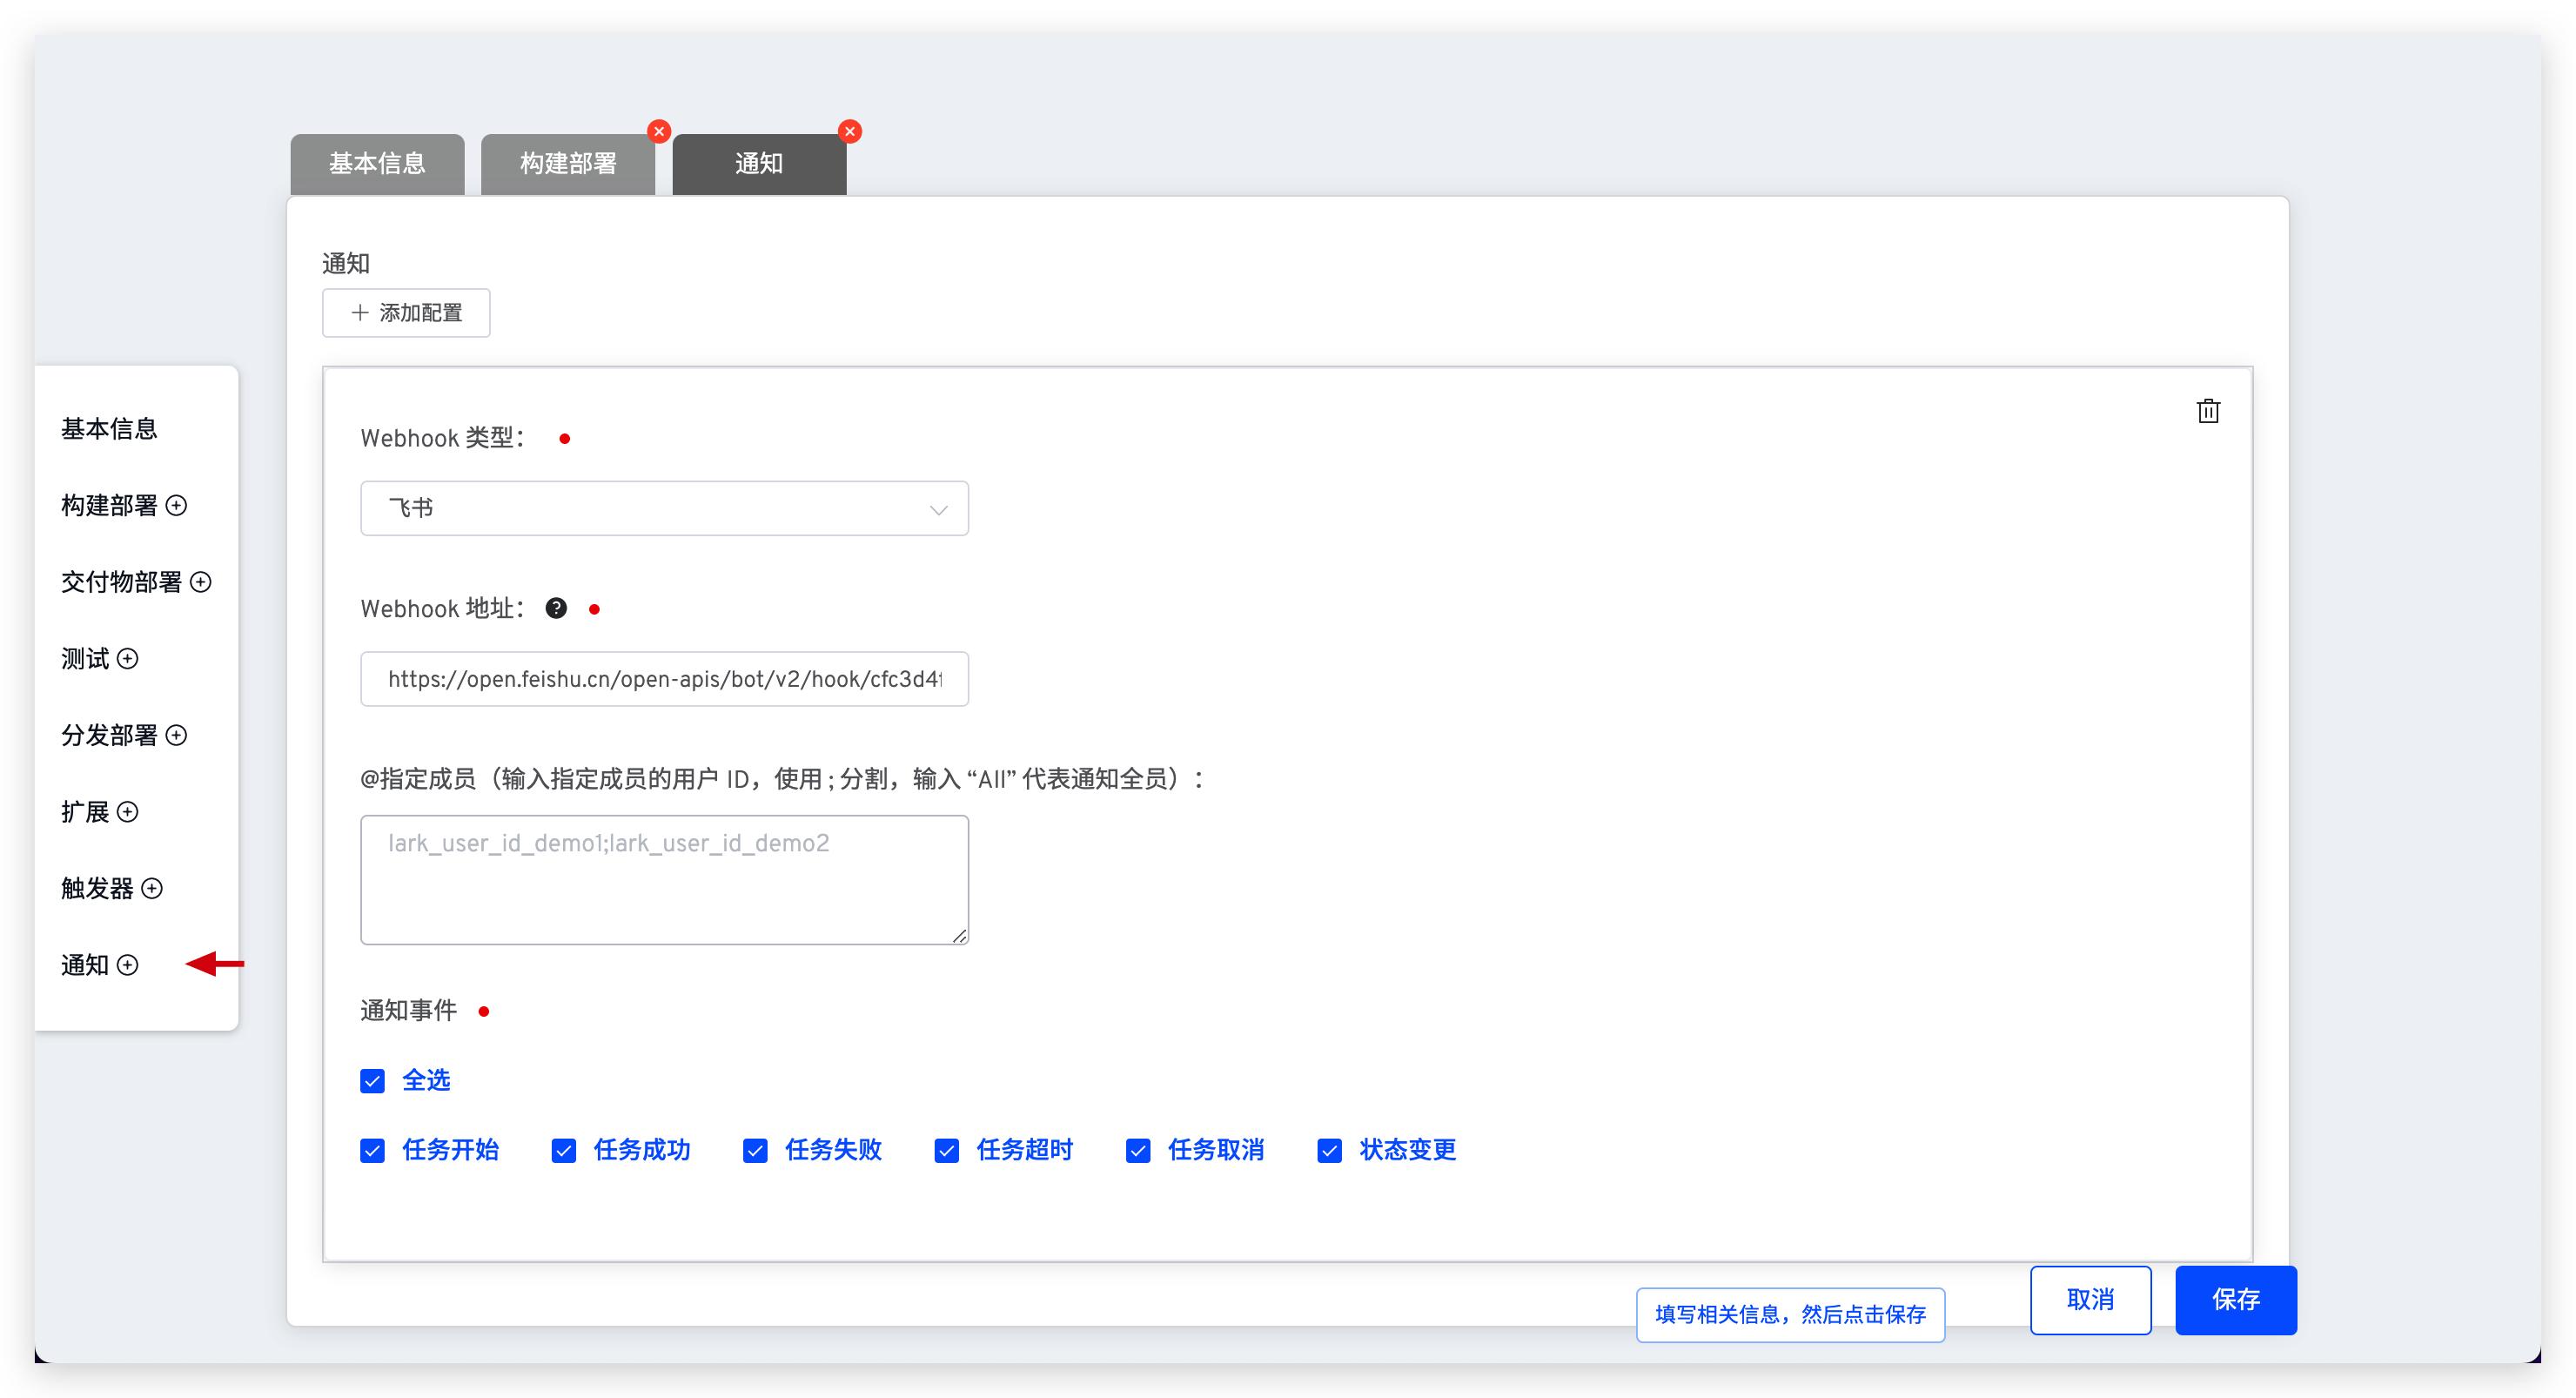 基本信息
构建部署
通知
通知
添加配置
基本信息
构建部署
交付物部署
测试
分发部署
扩展
触发器
通知
Webhook 类型：
飞书
Webhook 地址：
https://open.feishu.cn/open-apis/bot/v2/hook/cfc3d4f
@指定成员（输入指定成员的用户 ID，使用 ; 分割，输入 “All” 代表通知全员）：
lark_user_id_demo1;lark_user_id_demo2
通知事件
全选
任务开始 任务成功 任务失败 任务超时 任务取消 状态变更
填写相关信息，然后点击保存
取消
保存